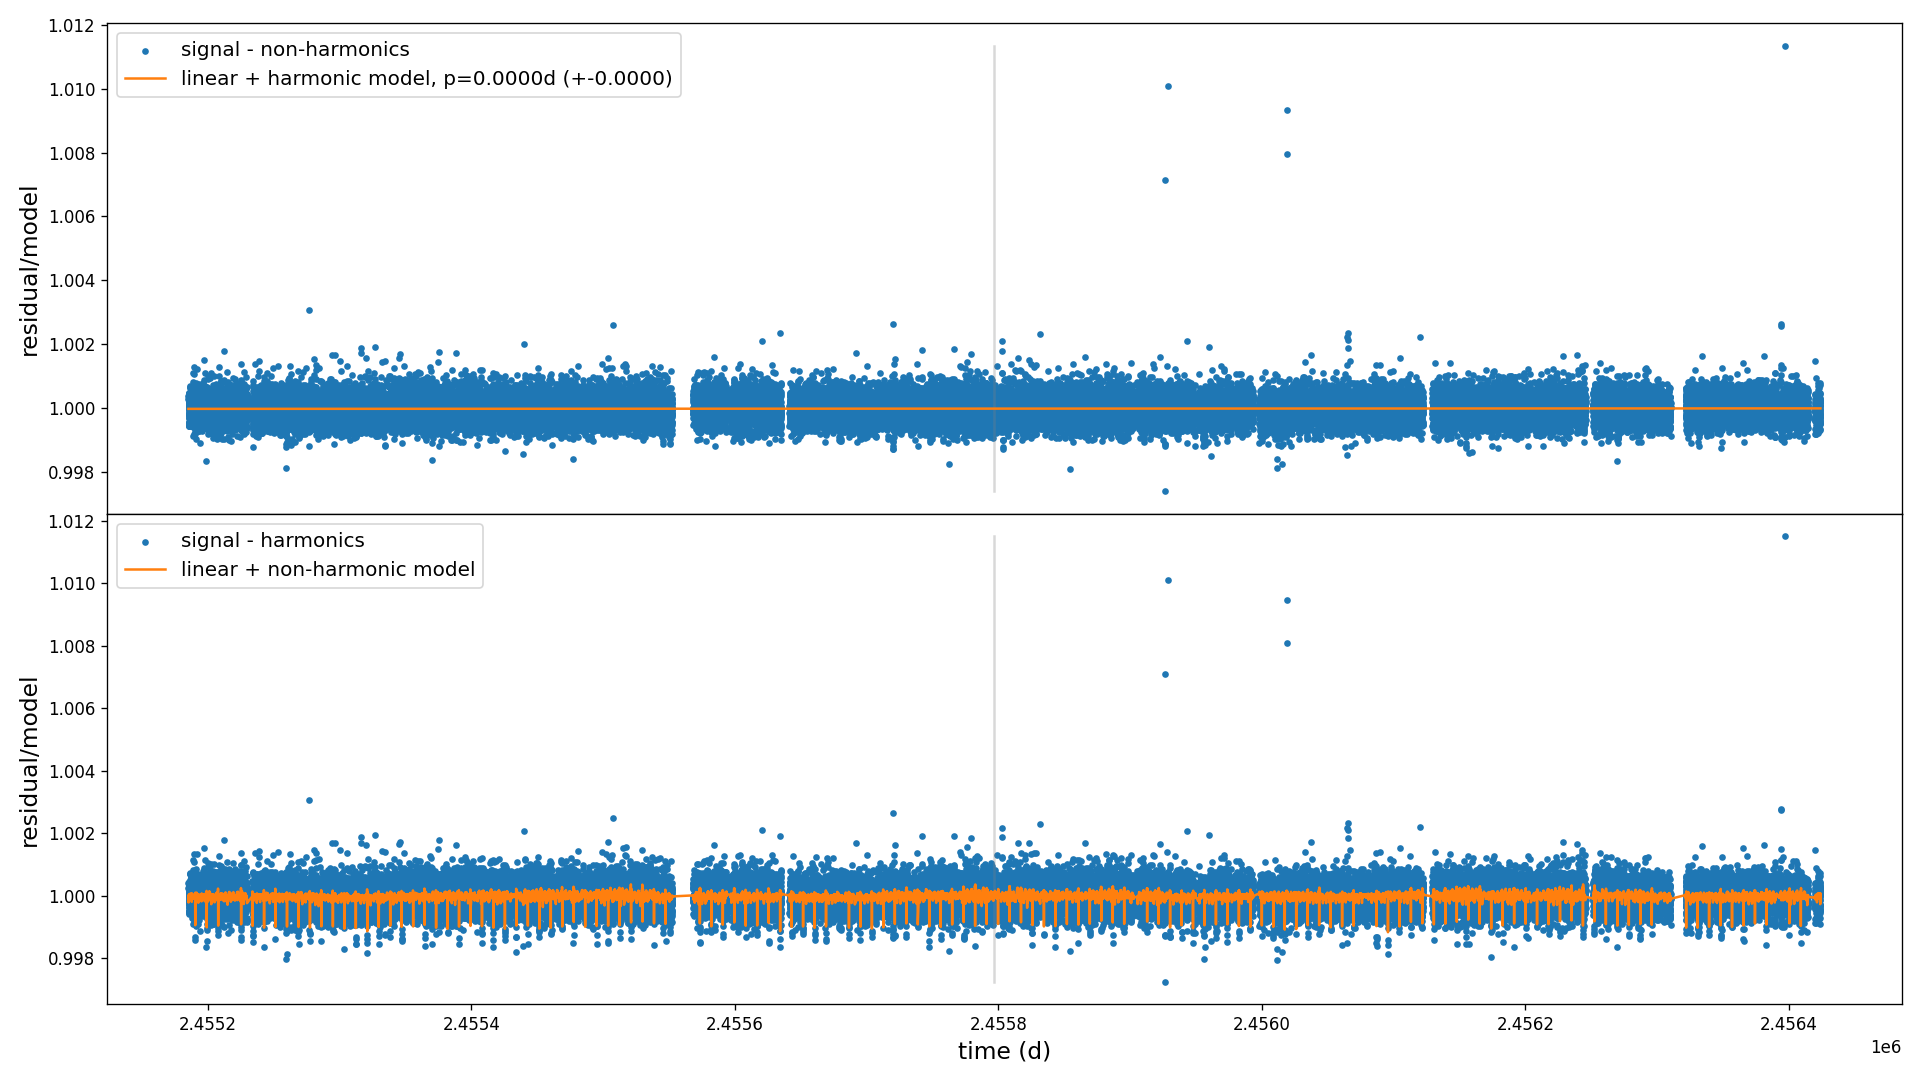 1.012
1.010
1.008
1.006
1.004
1.002
1.000
0.998
residual/model
signal - non-harmonics
linear + harmonic model, p=0.0000d (+-0.0000)
1.012
1.010
1.008
1.006
1.004
1.002
1.000
0.998
residual/model
signal - harmonics
linear + non-harmonic model
2.4552 2.4554 2.4556 2.4558 2.4560 2.4562 2.4564
1e6
time (d)